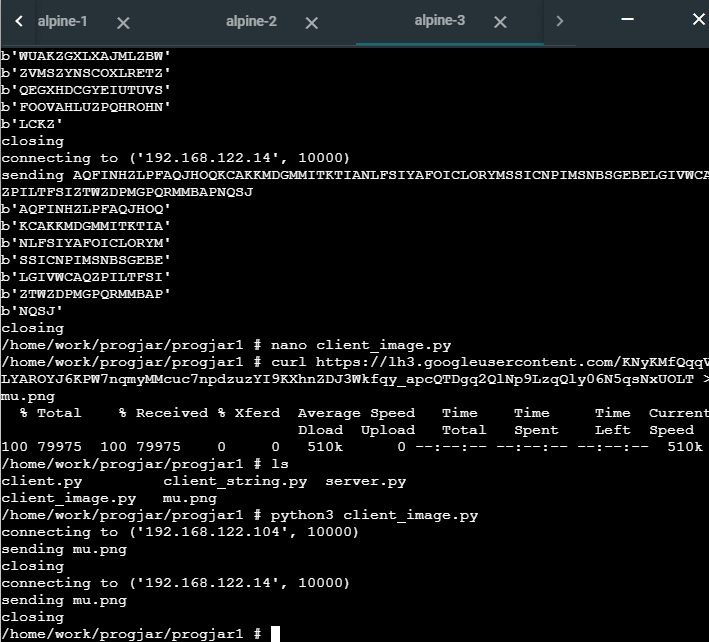 alpine-1 alpine-2 alpine-3
b'WUAKZGXLXAJMLZBW'
b'ZVMSZYNSCOXLRETZ'
b'QEGXHDCGYEIUTUVS'
b'FOOVAHLUZPQHROHN'
b'LCKZ'
closing
connecting to ('192.168.122.14', 10000)
sending AQFINHZLPFAQJHOQKCAKKMDGMMITKTIANLFSIYAFOICLORYMSSICNPIMSNBSGEBELGIVWCA
ZPILTFSIZTWZDPMGPQRMMBAPNQSJ
b'AQFINHZLPFAQJHOQ'
b'KCAKKMDGMMITKTIA'
b'NLFSIYAFOICLORYM'
b'SSICNPIMSNBSGEBE'
b'LGIVWCAQZPILTFSI'
b'ZTWZDPMGPQRMMBAP'
b'NQSJ'
closing
/home/work/progjar/progjar1 # nano client_image.py
/home/work/progjar/progjar1 # curl https://lh3.googleusercontent.com/KNyKMfQqqV
LYAROYJ6KPW7nqmyMMcuc7npdzuzYI9KXhnZDJ3Wkfqy_apcQTDgq2QlNp9LzqQly06N5qsNxUOLT >
mu.png
% Total % Received % Xferd Average Speed Time Time Time Current
Dload Upload Total Spent Left Speed
100 79975 100 79975 0 0 510k 0 --:--:-- --:--:-- --:--:-- 510k
/home/work/progjar/progjar1 # ls
client.py client_string.py server.py
client_image.py mu.png
/home/work/progjar/progjar1 # python3 client_image.py
connecting to ('192.168.122.104', 10000)
sending mu.png
closing
connecting to ('192.168.122.14', 10000)
sending mu.png
closing
/home/work/progjar/progjar1 #